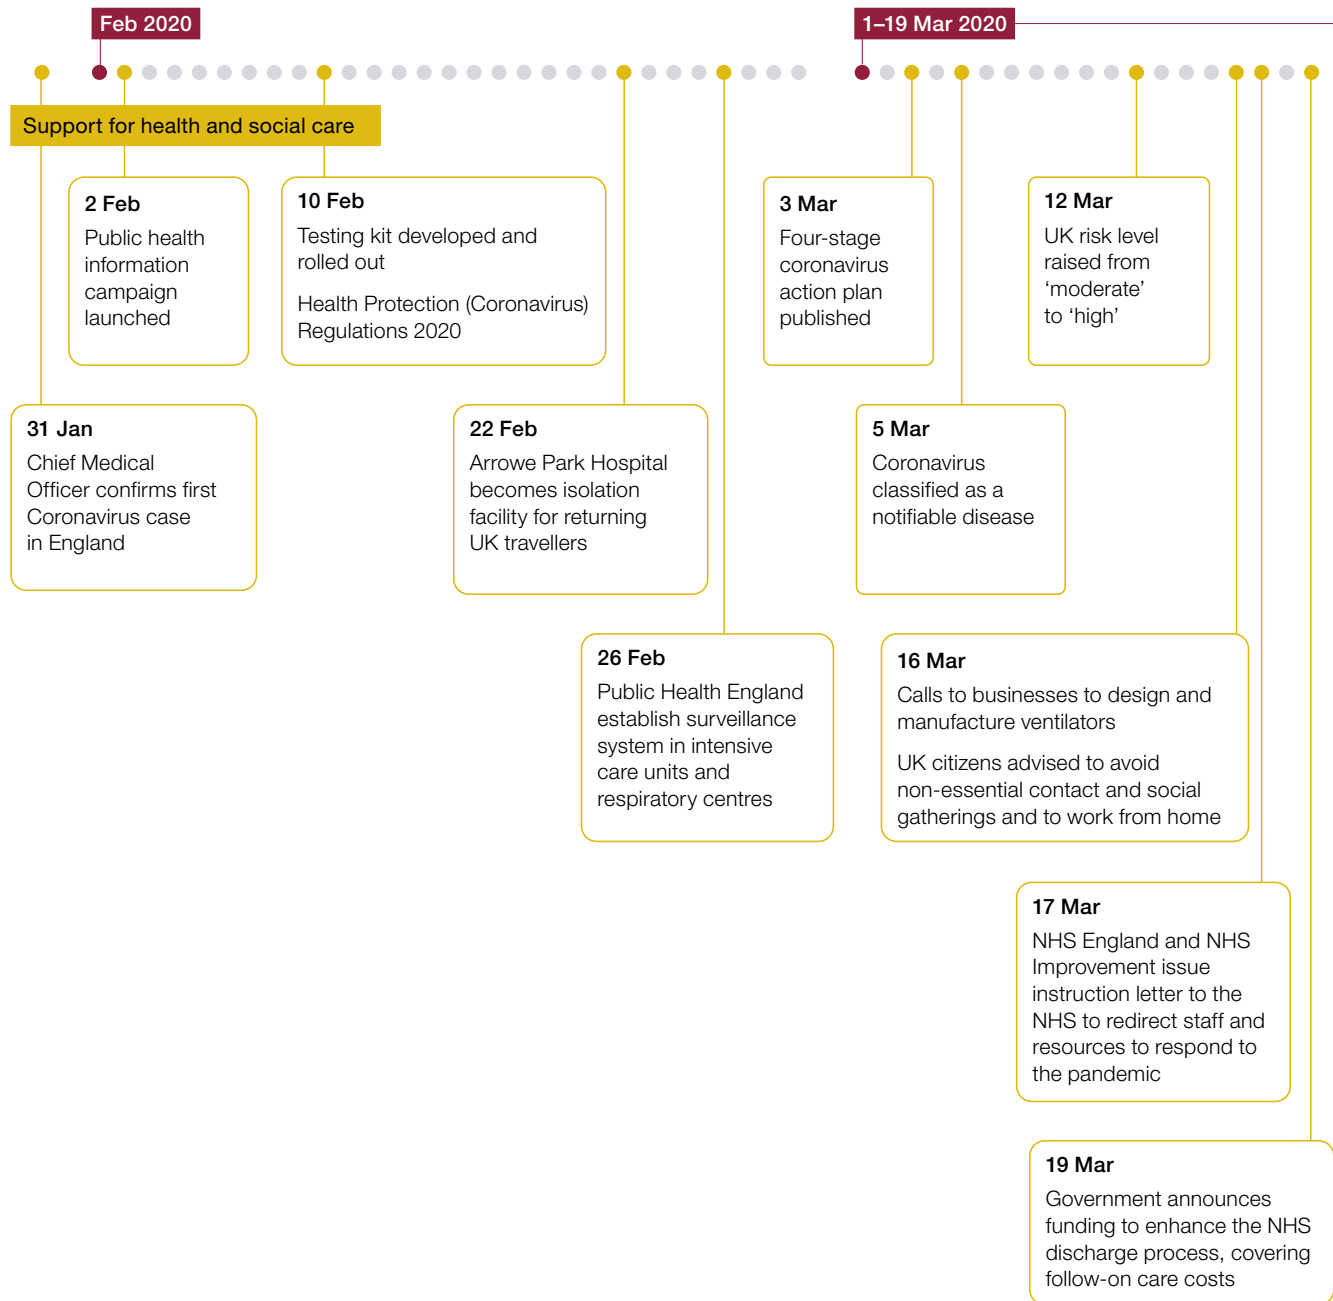 Feb 2020
1–19 Mar 2020
Support for health and social care
2 Feb
Public health
information
campaign
launched
10 Feb
Testing kit developed and
rolled out
Health Protection (Coronavirus)
Regulations 2020
3 Mar
Four-stage
coronavirus
action plan
published
12 Mar
UK risk level
raised from
‘moderate’
to ‘high’
31 Jan
Chief Medical
Officer confirms first
Coronavirus case
in England
22 Feb
Arrowe Park Hospital
becomes isolation
facility for returning
UK travellers
5 Mar
Coronavirus
classified as a
notifiable disease
26 Feb
Public Health England
establish surveillance
system in intensive
care units and
respiratory centres
16 Mar
Calls to businesses to design and
manufacture ventilators
UK citizens advised to avoid
non-essential contact and social
gatherings and to work from home
17 Mar
NHS England and NHS
Improvement issue
instruction letter to the
NHS to redirect staff and
resources to respond to
the pandemic
19 Mar
Government announces
funding to enhance the NHS
discharge process, covering
follow-on care costs